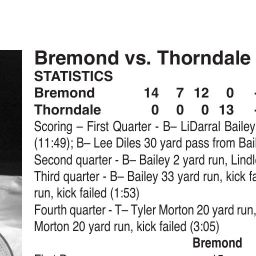 Bremond vs. Thorndale
STATISTICS
Bremond 14 7 12 0
Thorndale 0 0 0 13
Scoring – First Quarter - B– LiDarral Bailey
(11:49); B– Lee Diles 30 yard pass from Bai
Second quarter - B– Bailey 2 yard run, Lindl
Third quarter - B– Bailey 33 yard run, kick fa
run, kick failed (1:53)
Fourth quarter - T– Tyler Morton 20 yard run,
Morton 20 yard run, kick failed (3:05)
Bremond